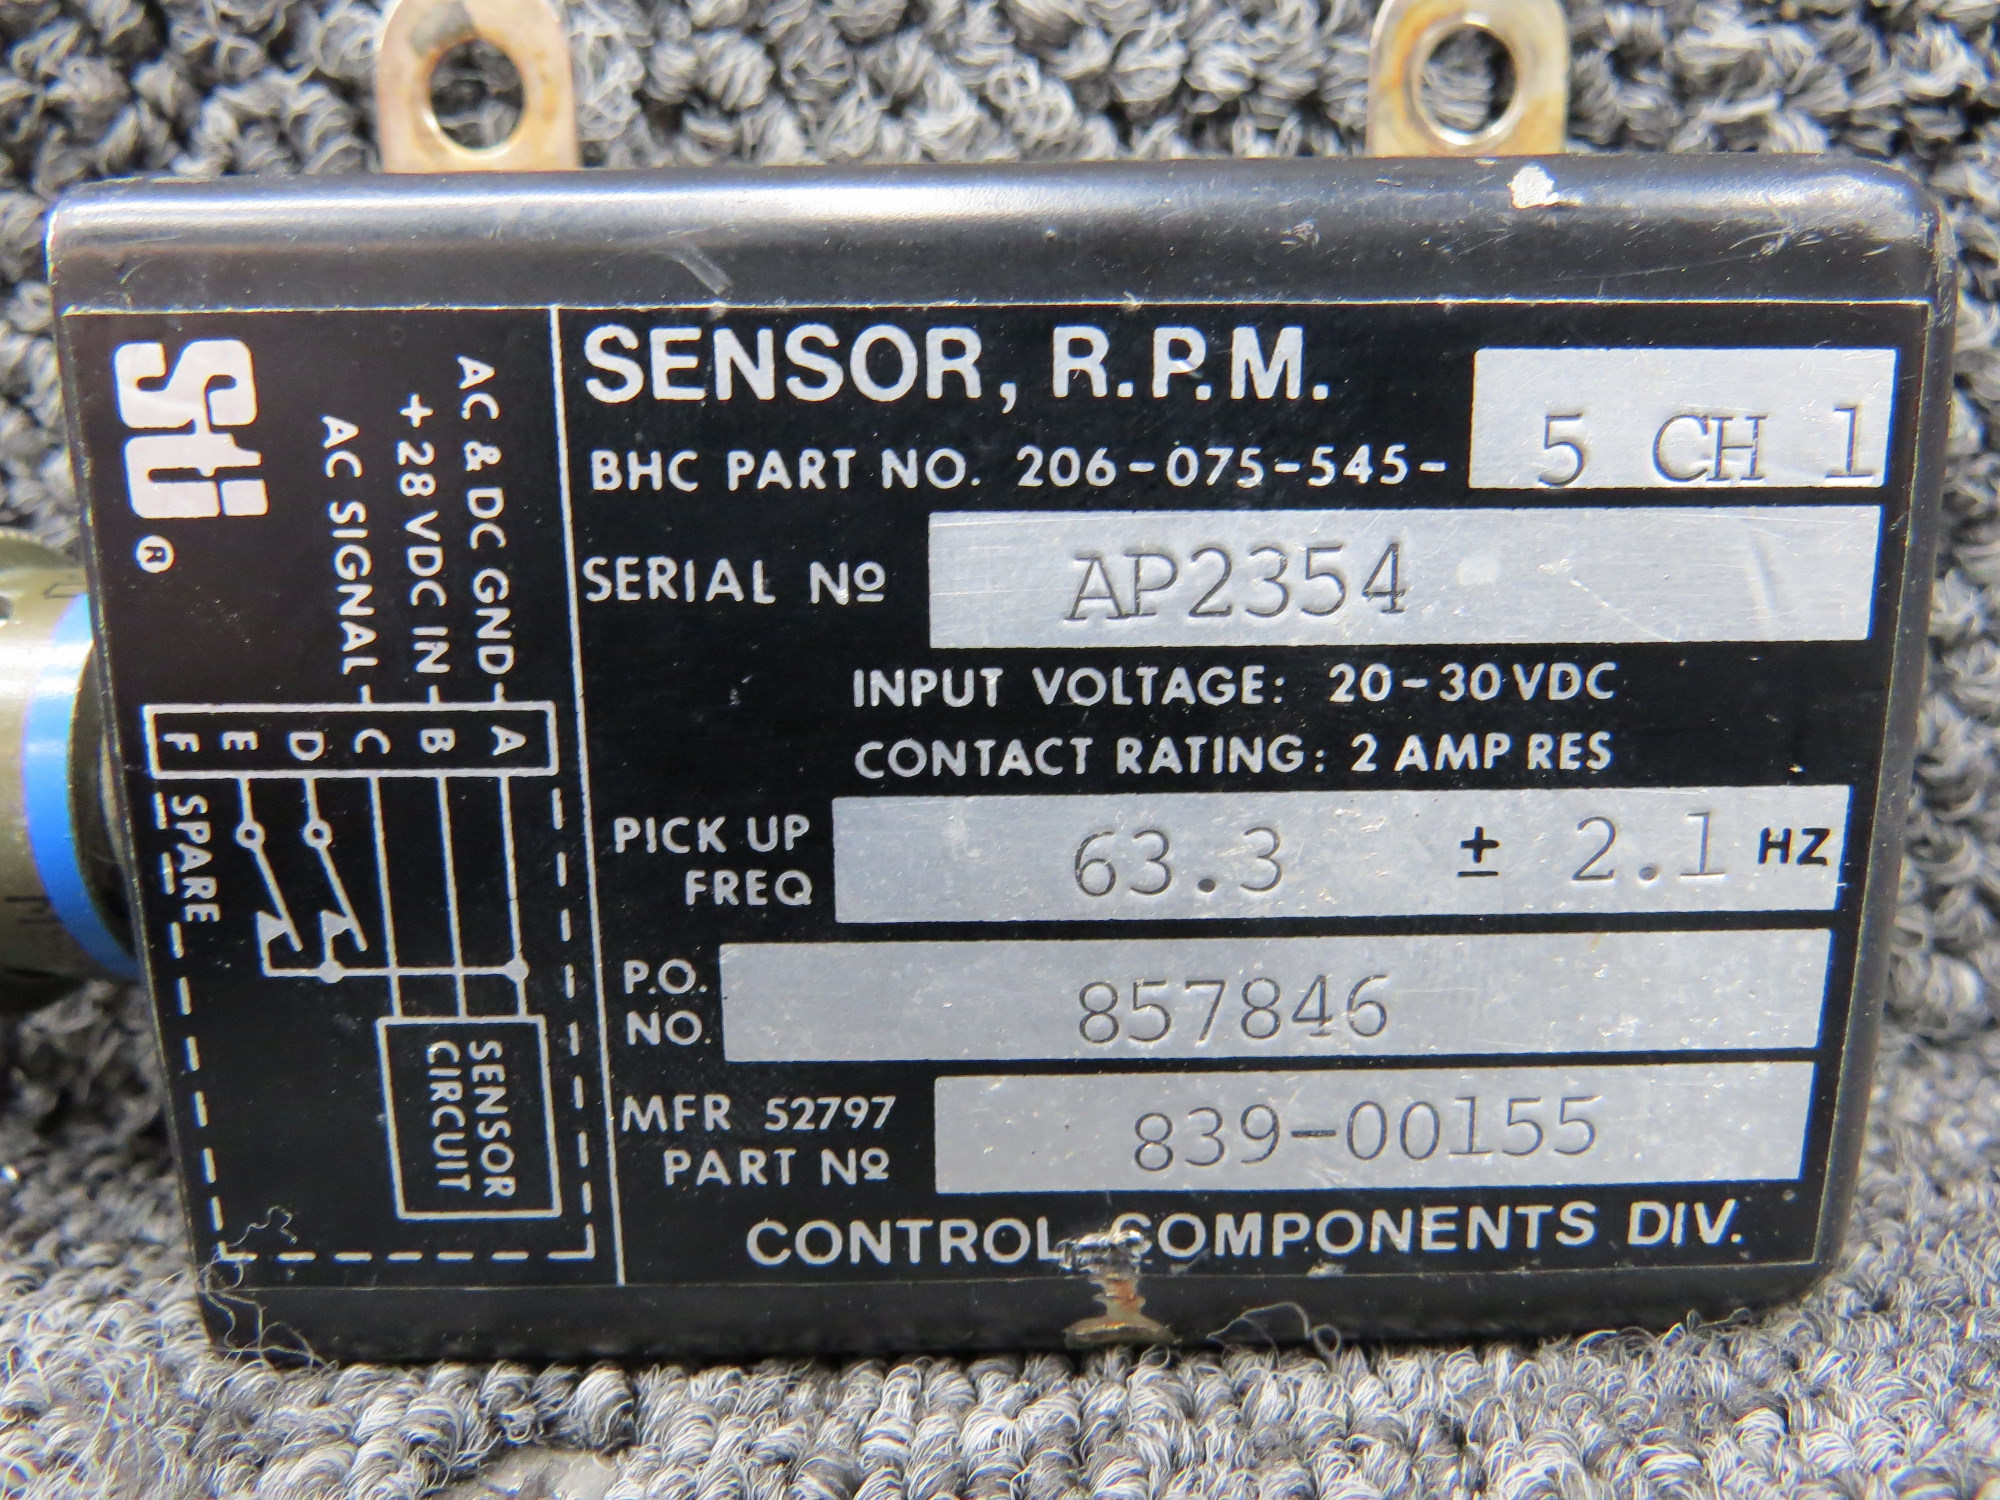 Sti
®
AC & DC GND
+28 VDC IN
AC SIGNAL
A
B
C
D
E
F
SPARE
SENSOR
CIRCUIT
SENSOR, R.P.M.
BHC PART NO. 206-075-545- 5 CH 1
SERIAL Nº AP2354
INPUT VOLTAGE: 20-30 VDC
CONTACT RATING: 2 AMP RES
PICK UP
FREQ 63.3 ± 2.1 HZ
P.O.
NO. 857846
MFR 52797
PART Nº 839-00155
CONTROL COMPONENTS DIV.